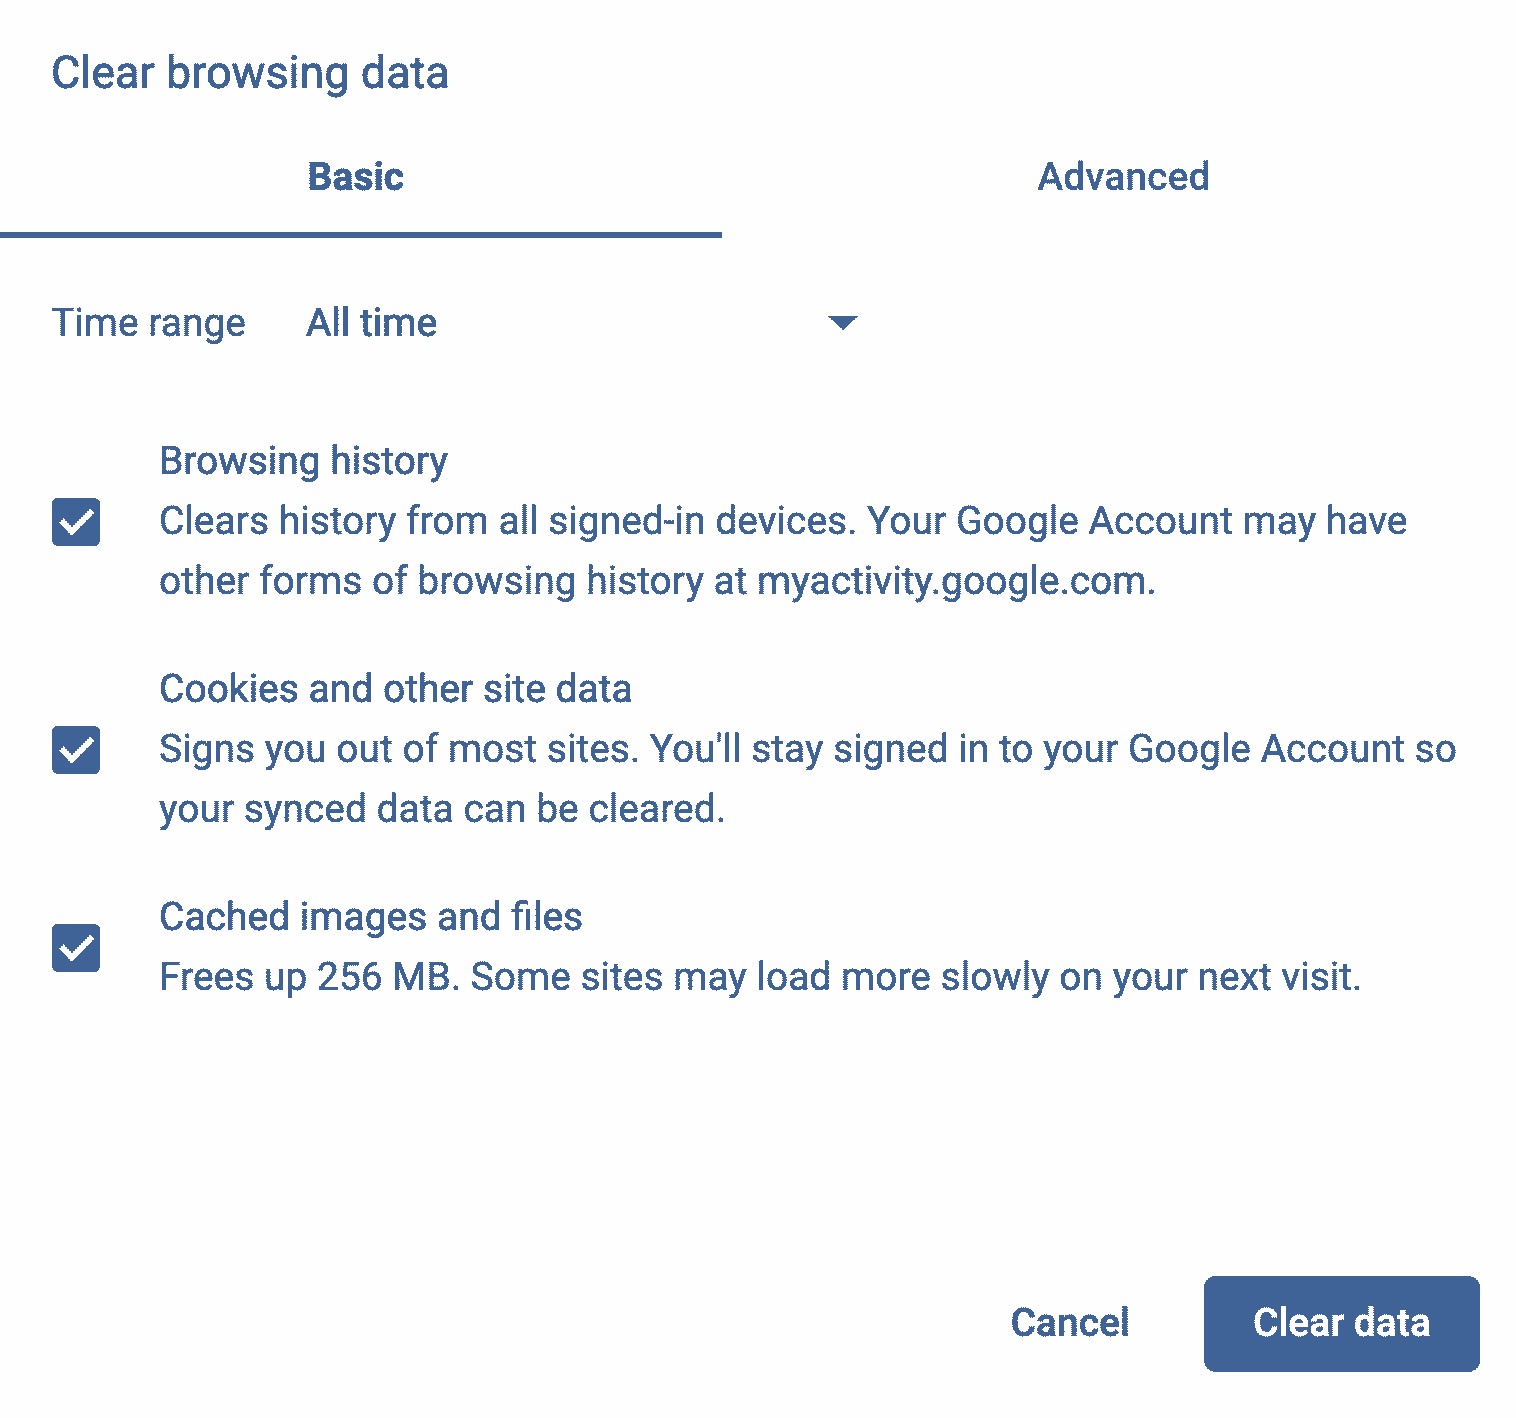 Clear browsing data
Basic
Advanced
Time range
All time
Browsing history
Clears history from all signed-in devices. Your Google Account may have
other forms of browsing history at myactivity.google.com.
Cookies and other site data
Signs you out of most sites. You'll stay signed in to your Google Account so
your synced data can be cleared.
Cached images and files
Frees up 256 MB. Some sites may load more slowly on your next visit.
Cancel
Clear data